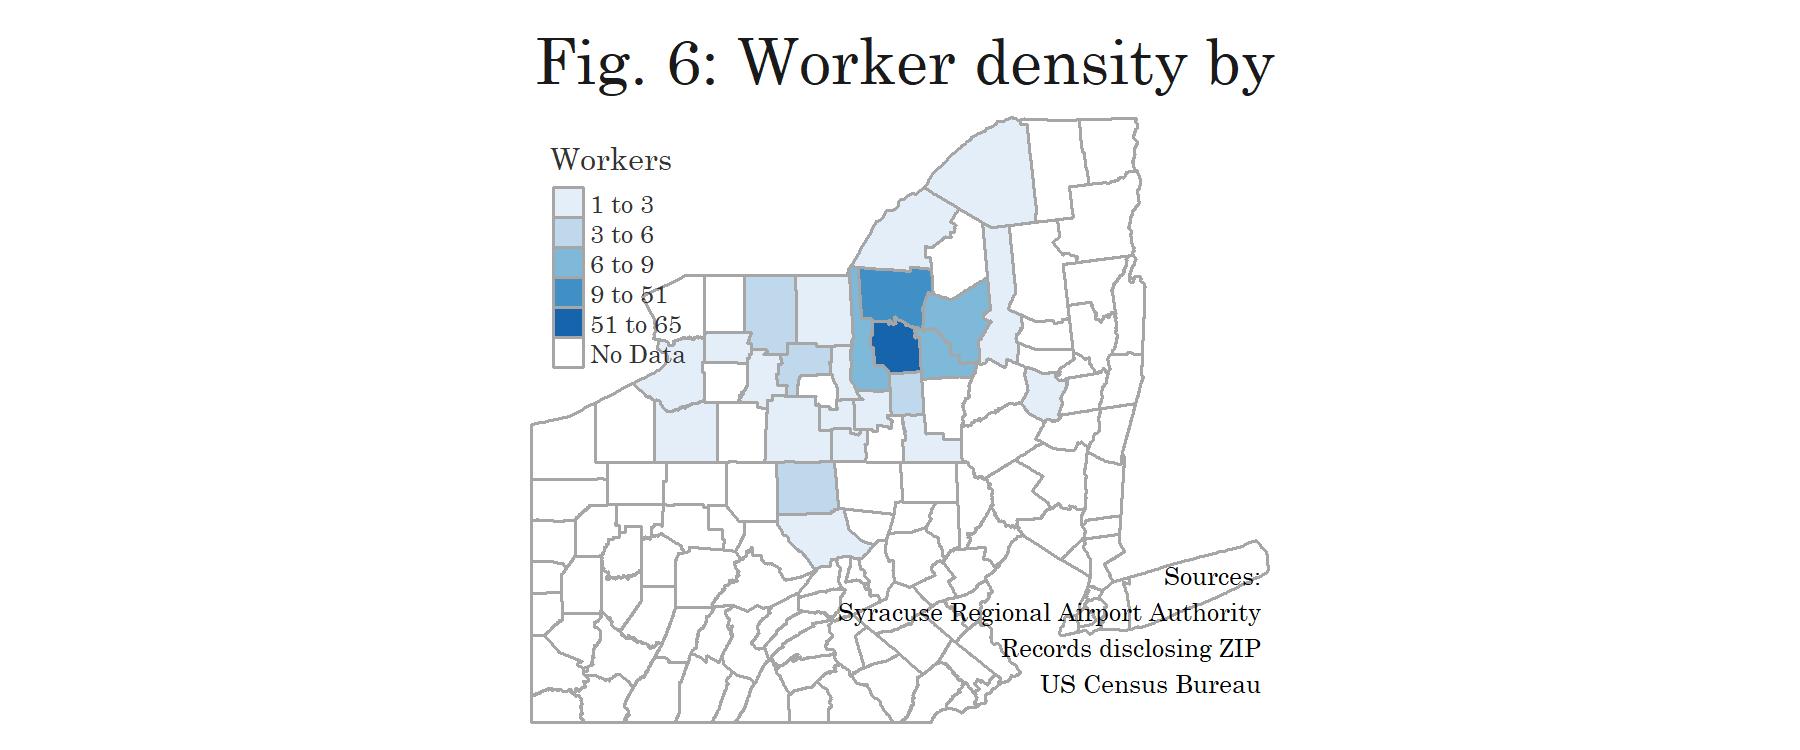 Fig. 6: Worker density by
Workers
1 to 3
3 to 6
6 to 9
9 to 51
51 to 65
No Data
Sources:
Syracuse Regional Airport Authority
Records disclosing ZIP
US Census Bureau